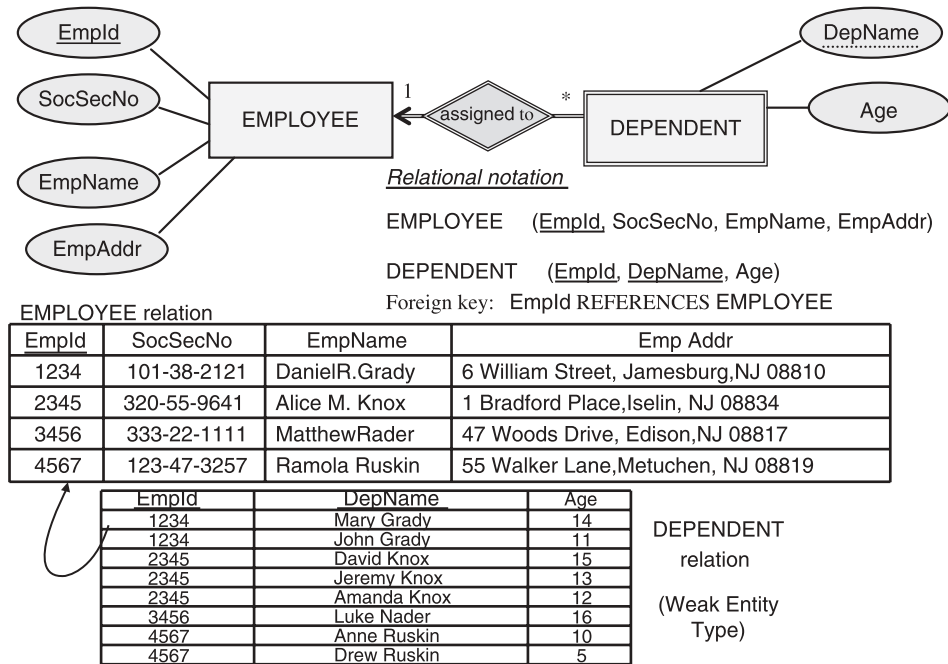 EmpId
DepName
SocSecNo
1
*
EMPLOYEE
assigned to
DEPENDENT
Age
EmpName
Relational notation
EMPLOYEE (EmpId, SocSecNo, EmpName, EmpAddr)
EmpAddr
DEPENDENT (EmpId, DepName, Age)
Foreign key: EmpId REFERENCES EMPLOYEE
EMPLOYEE relation
EmpId SocSecNo EmpName Emp Addr
1234 101-38-2121 DanielR.Grady 6 William Street, Jamesburg,NJ 08810
2345 320-55-9641 Alice M. Knox 1 Bradford Place,Iselin, NJ 08834
3456 333-22-1111 MatthewRader 47 Woods Drive, Edison,NJ 08817
4567 123-47-3257 Ramola Ruskin 55 Walker Lane,Metuchen, NJ 08819
EmpId DepName Age
1234 Mary Grady 14
1234 John Grady 11
2345 David Knox 15
2345 Jeremy Knox 13
2345 Amanda Knox 12
3456 Luke Nader 16
4567 Anne Ruskin 10
4567 Drew Ruskin 5
DEPENDENT
relation
(Weak Entity
Type)